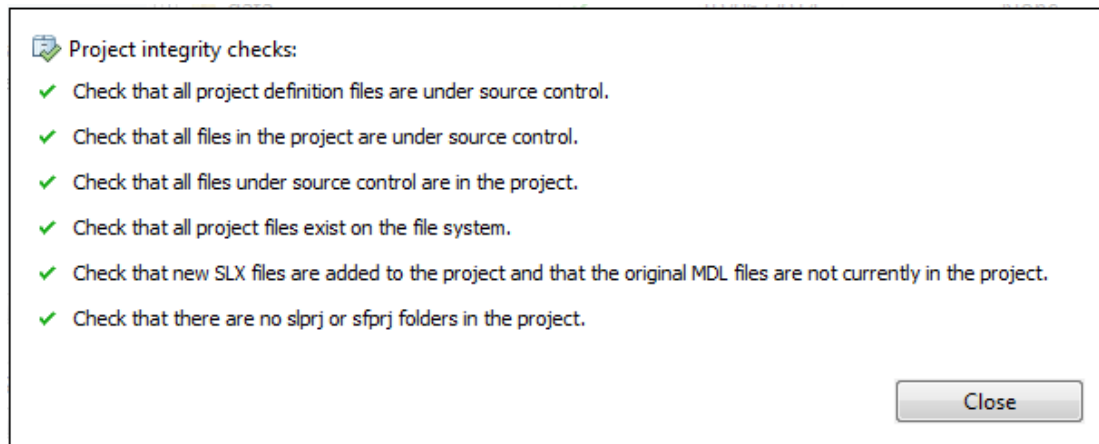 Project integrity checks:
Check that all project definition files are under source control.
Check that all files in the project are under source control.
Check that all files under source control are in the project.
Check that all project files exist on the file system.
Check that new SLX files are added to the project and that the original MDL files are not currently in the project.
Check that there are no slprj or sfprj folders in the project.
Close